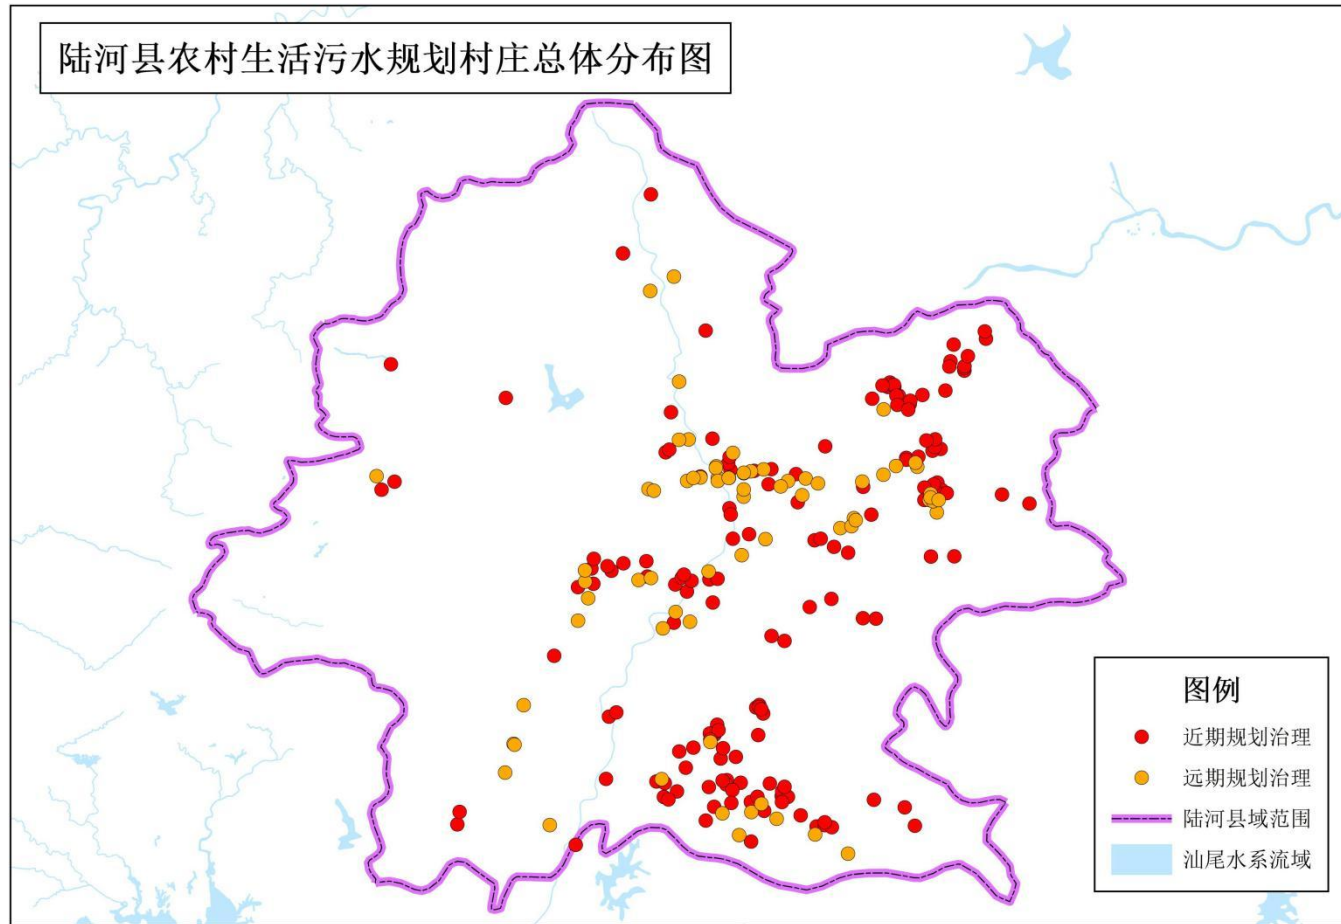 陆河县农村生活污水规划村庄总体分布图
图例
近期规划治理
远期规划治理
陆河县域范围
汕尾水系流域